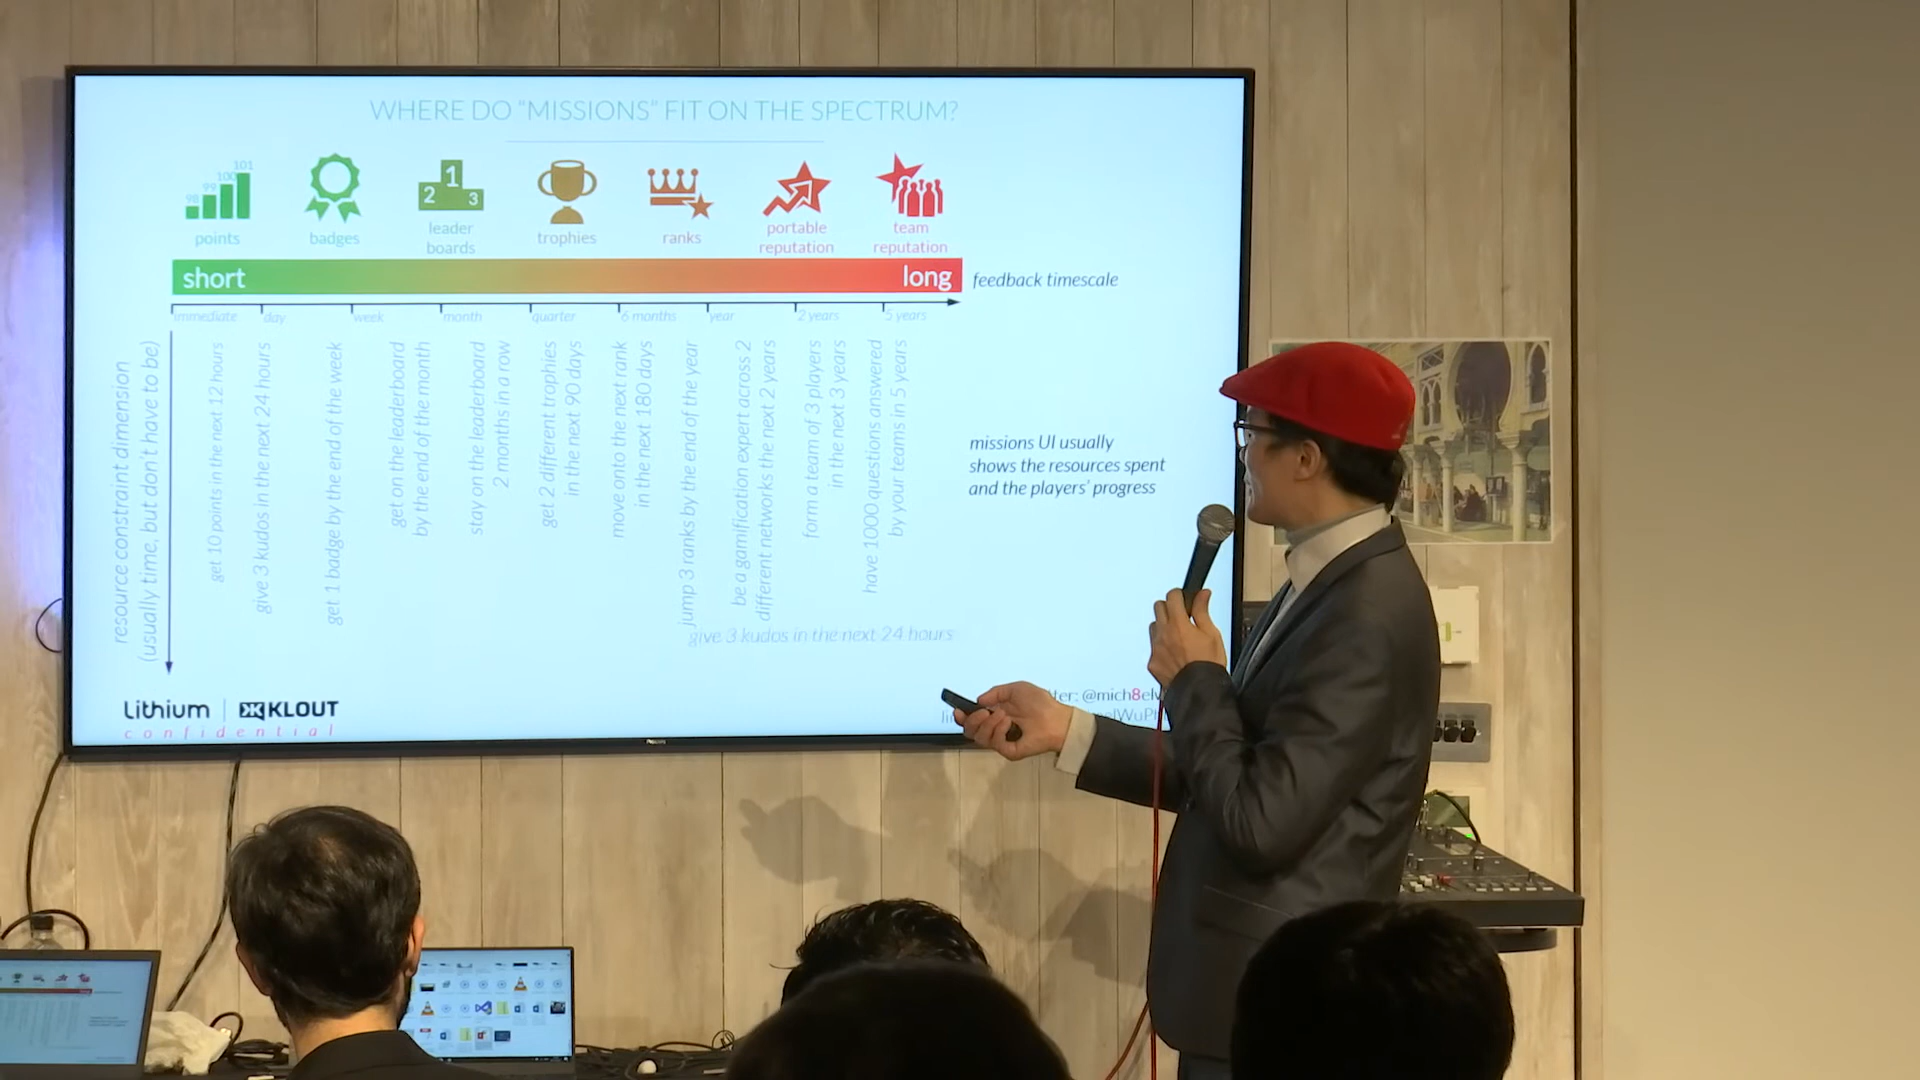 WHERE DO "MISSIONS" FIT ON THE SPECTRUM?
98 99 100 101
1
2 3
points
badges
leader
boards
trophies
ranks
portable
reputation
team
reputation
short
long
feedback timescale
immediate
day
week
month
quarter
6 months
year
2 years
5 years
resource constraint dimension
(usually time, but don't have to be)
get 10 points in the next 12 hours
give 3 kudos in the next 24 hours
get 1 badge by the end of the week
get on the leaderboard
by the end of the month
stay on the leaderboard
2 months in a row
get 2 different trophies
in the next 90 days
move onto the next rank
in the next 180 days
jump 3 ranks by the end of the year
be a gamification expert across 2
different networks the next 2 years
form a team of 3 players
in the next 3 years
have 1000 questions answered
by your teams in 5 years
missions UI usually
shows the resources spent
and the players' progress
give 3 kudos in the next 24 hours
Lithium KLOUT
confidential
ter: @mich8elw
elWuPh